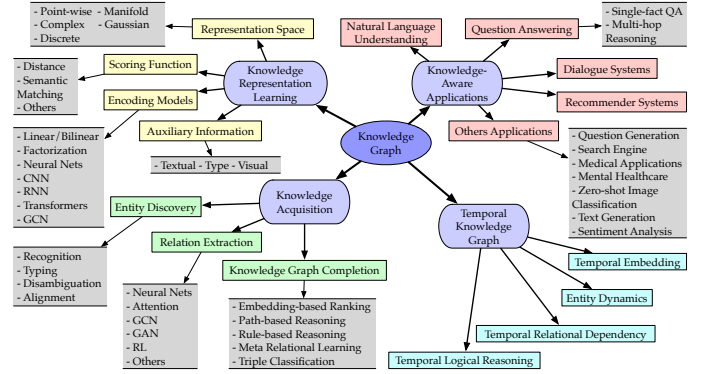 - Point-wise - Manifold
- Complex - Gaussian
- Discrete
Representation Space
Scoring Function
- Distance
- Semantic
Matching
- Others
Encoding Models
- Linear/Bilinear
- Factorization
- Neural Nets
- CNN
- RNN
- Transformers
- GCN
Knowledge
Representation
Learning
Auxiliary Information
- Textual - Type - Visual
Natural Language
Understanding
Question Answering
- Single-fact QA
- Multi-hop
Reasoning
Knowledge-
Aware
Applications
Dialogue Systems
Recommender Systems
Others Applications
- Question Generation
- Search Engine
- Medical Applications
- Mental Healthcare
- Zero-shot Image
Classification
- Text Generation
- Sentiment Analysis
Knowledge
Graph
Knowledge
Acquisition
Entity Discovery
- Recognition
- Typing
- Disambiguation
- Alignment
Relation Extraction
- Neural Nets
- Attention
- GCN
- GAN
- RL
- Others
Knowledge Graph Completion
- Embedding-based Ranking
- Path-based Reasoning
- Rule-based Reasoning
- Meta Relational Learning
- Triple Classification
Temporal
Knowledge
Graph
Temporal Embedding
Entity Dynamics
Temporal Relational Dependency
Temporal Logical Reasoning